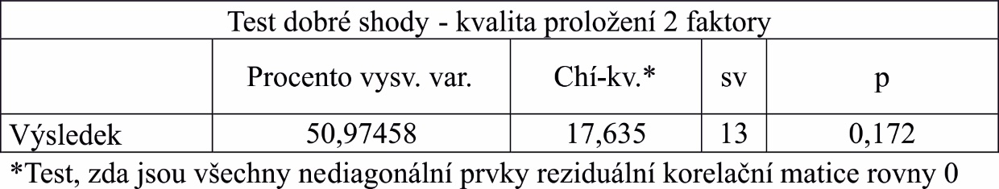 Test dobré shody - kvalita proložení 2 faktory
Procento vysv. var. Chí-kv.* sv p
Výsledek 50,97458 17,635 13 0,172
*Test, zda jsou všechny nediagonální prvky reziduální korelační matice rovny 0